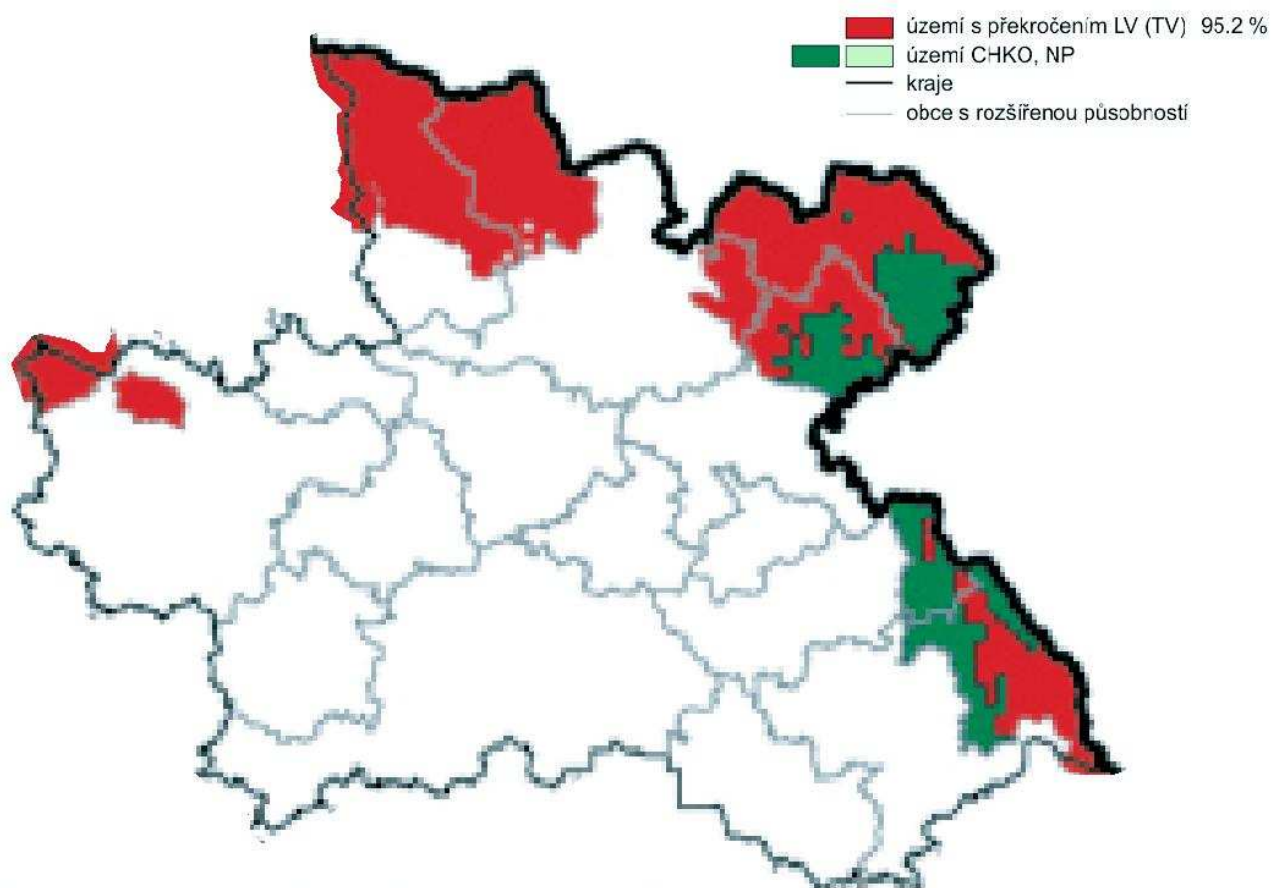 území s překročením LV (TV) 95.2 %
území CHKO, NP
kraje
obce s rozšířenou působností